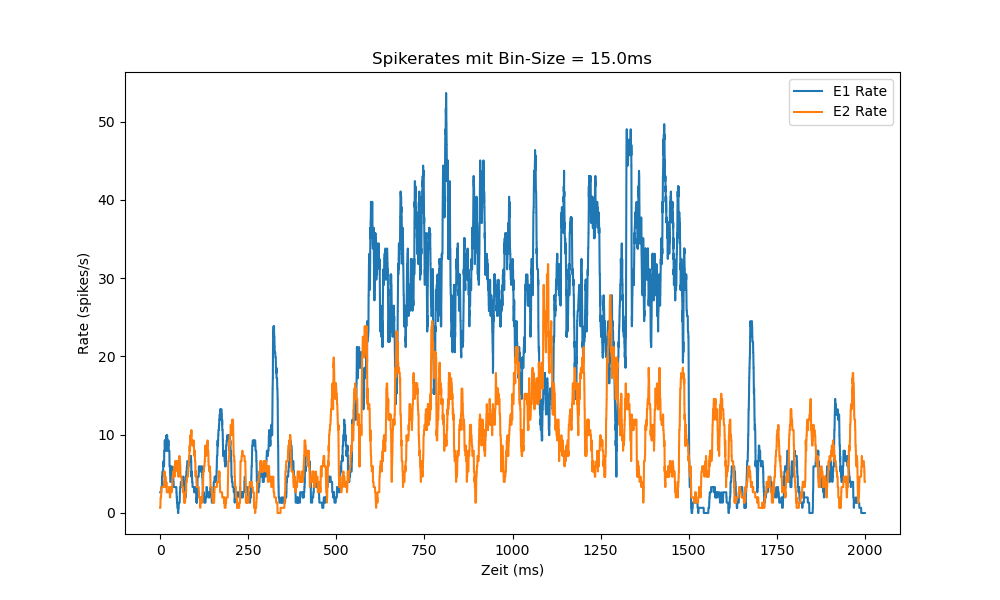 Spikerates mit Bin-Size = 15.0ms
E1 Rate
E2 Rate
Rate (spikes/s)
50
40
30
20
10
0
0 250 500 750 1000 1250 1500 1750 2000
Zeit (ms)